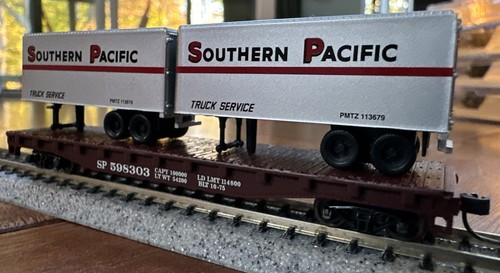 SOUTHERN PACIFIC
TRUCK SERVICE
PMTZ 113679
SOUTHERN PACIFIC
TRUCK SERVICE
PMTZ 113679
SP 598303
CAPT 100000
LT WT 54200
LD LMT 114800
BLT 10-75